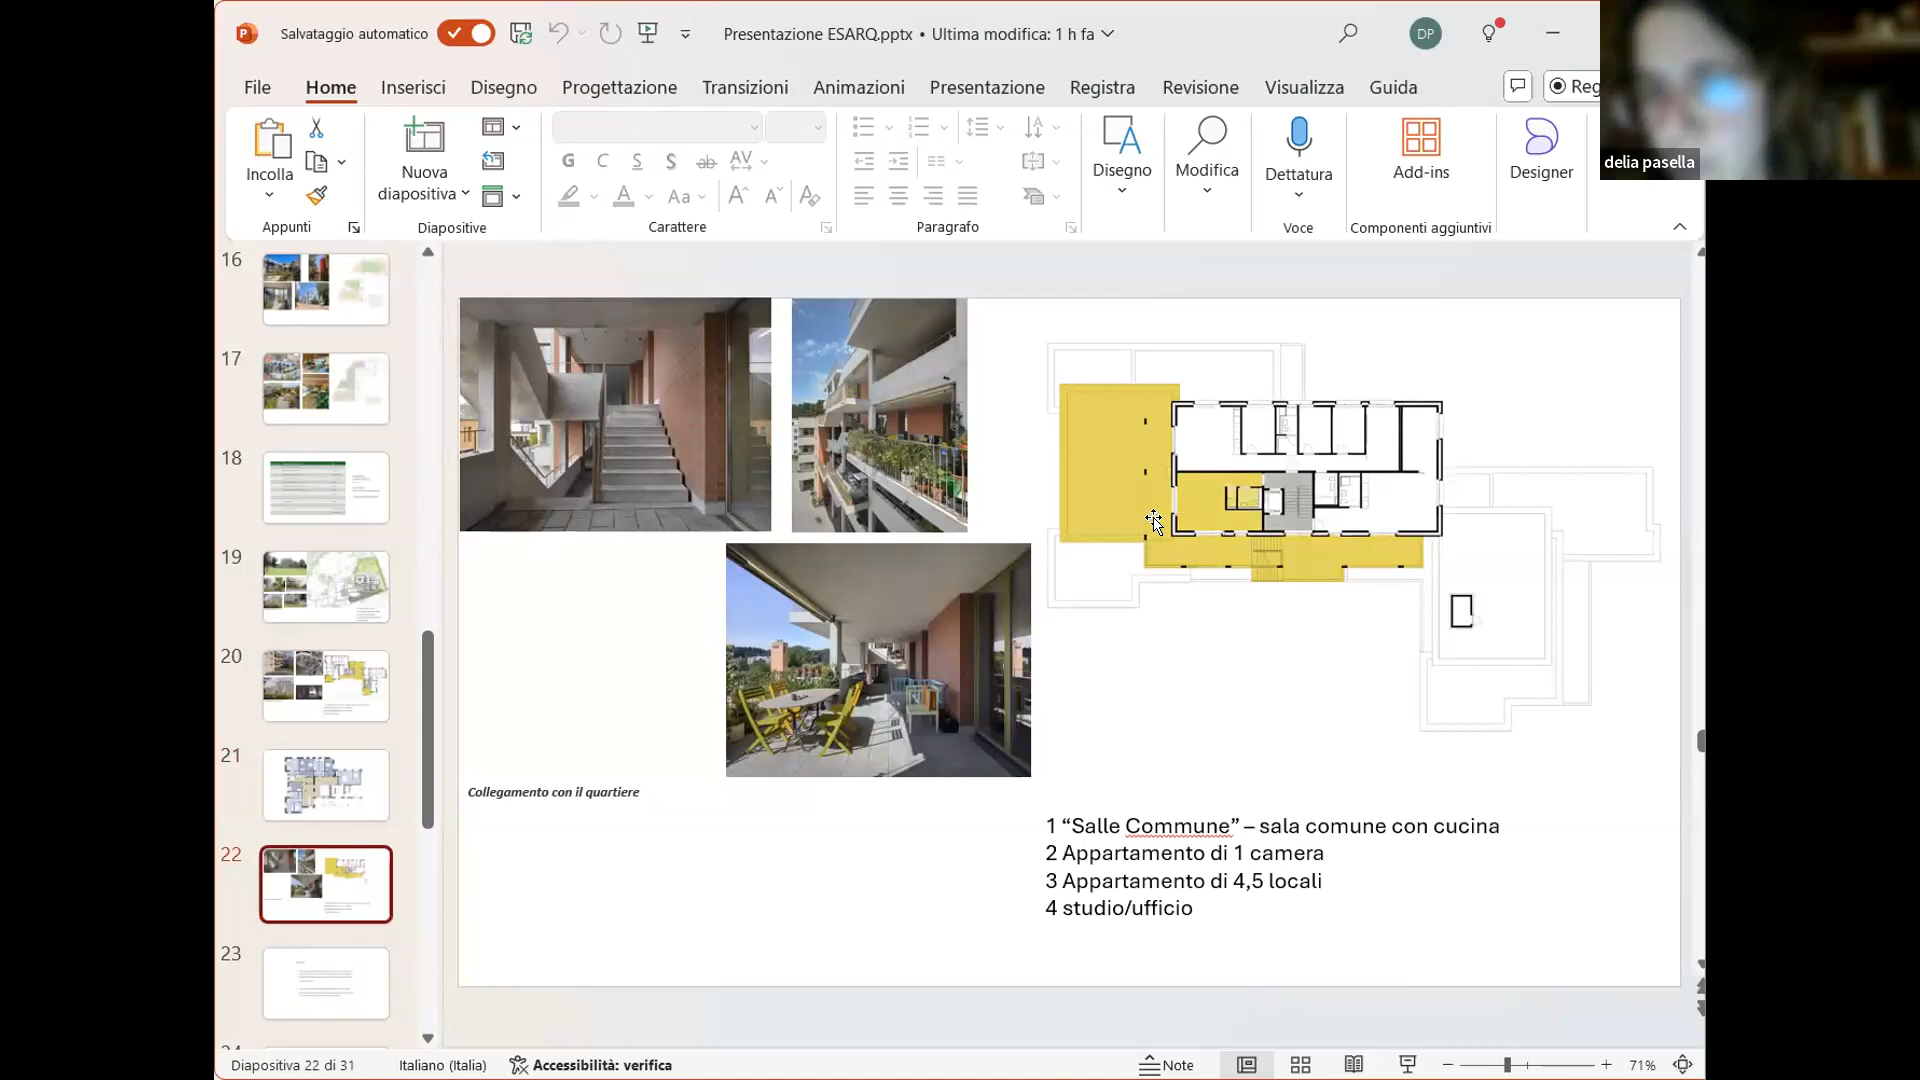 Salvataggio automatico
Presentazione ESARQ.pptx • Ultima modifica: 1 h fa
DP
File Home Inserisci Disegno Progettazione Transizioni Animazioni Presentazione Registra Revisione Visualizza Guida
Reg
delia pasella
Incolla
Nuova diapositiva
Disegno
Modifica
Dettatura
Add-ins
Designer
G C S S ab AV
A Aa A A A
Appunti
Diapositive
Carattere
Paragrafo
Voce
Componenti aggiuntivi
16
17
18
19
20
21
22
23
Collegamento con il quartiere
1 “Salle Commune” – sala comune con cucina
2 Appartamento di 1 camera
3 Appartamento di 4,5 locali
4 studio/ufficio
Diapositiva 22 di 31
Italiano (Italia)
Accessibilità: verifica
Note
71%